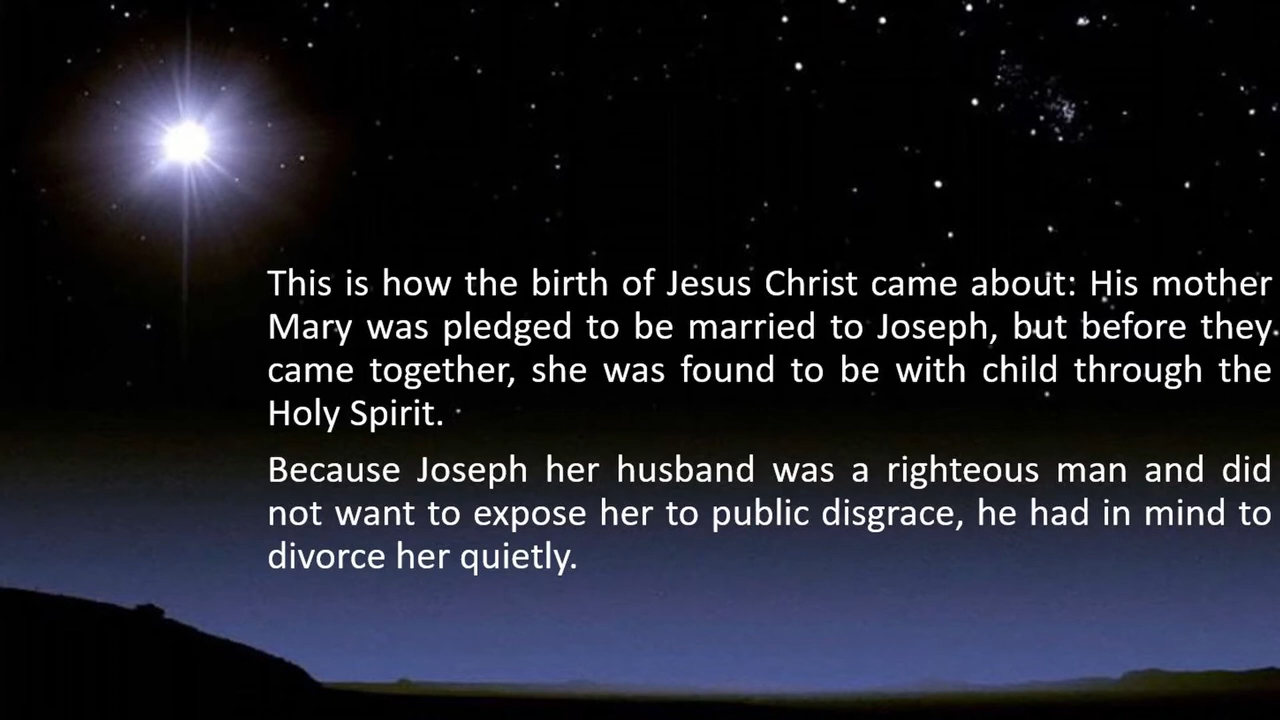 This is how the birth of Jesus Christ came about: His mother
Mary was pledged to be married to Joseph, but before they
came together, she was found to be with child through the
Holy Spirit.
Because Joseph her husband was a righteous man and did
not want to expose her to public disgrace, he had in mind to
divorce her quietly.